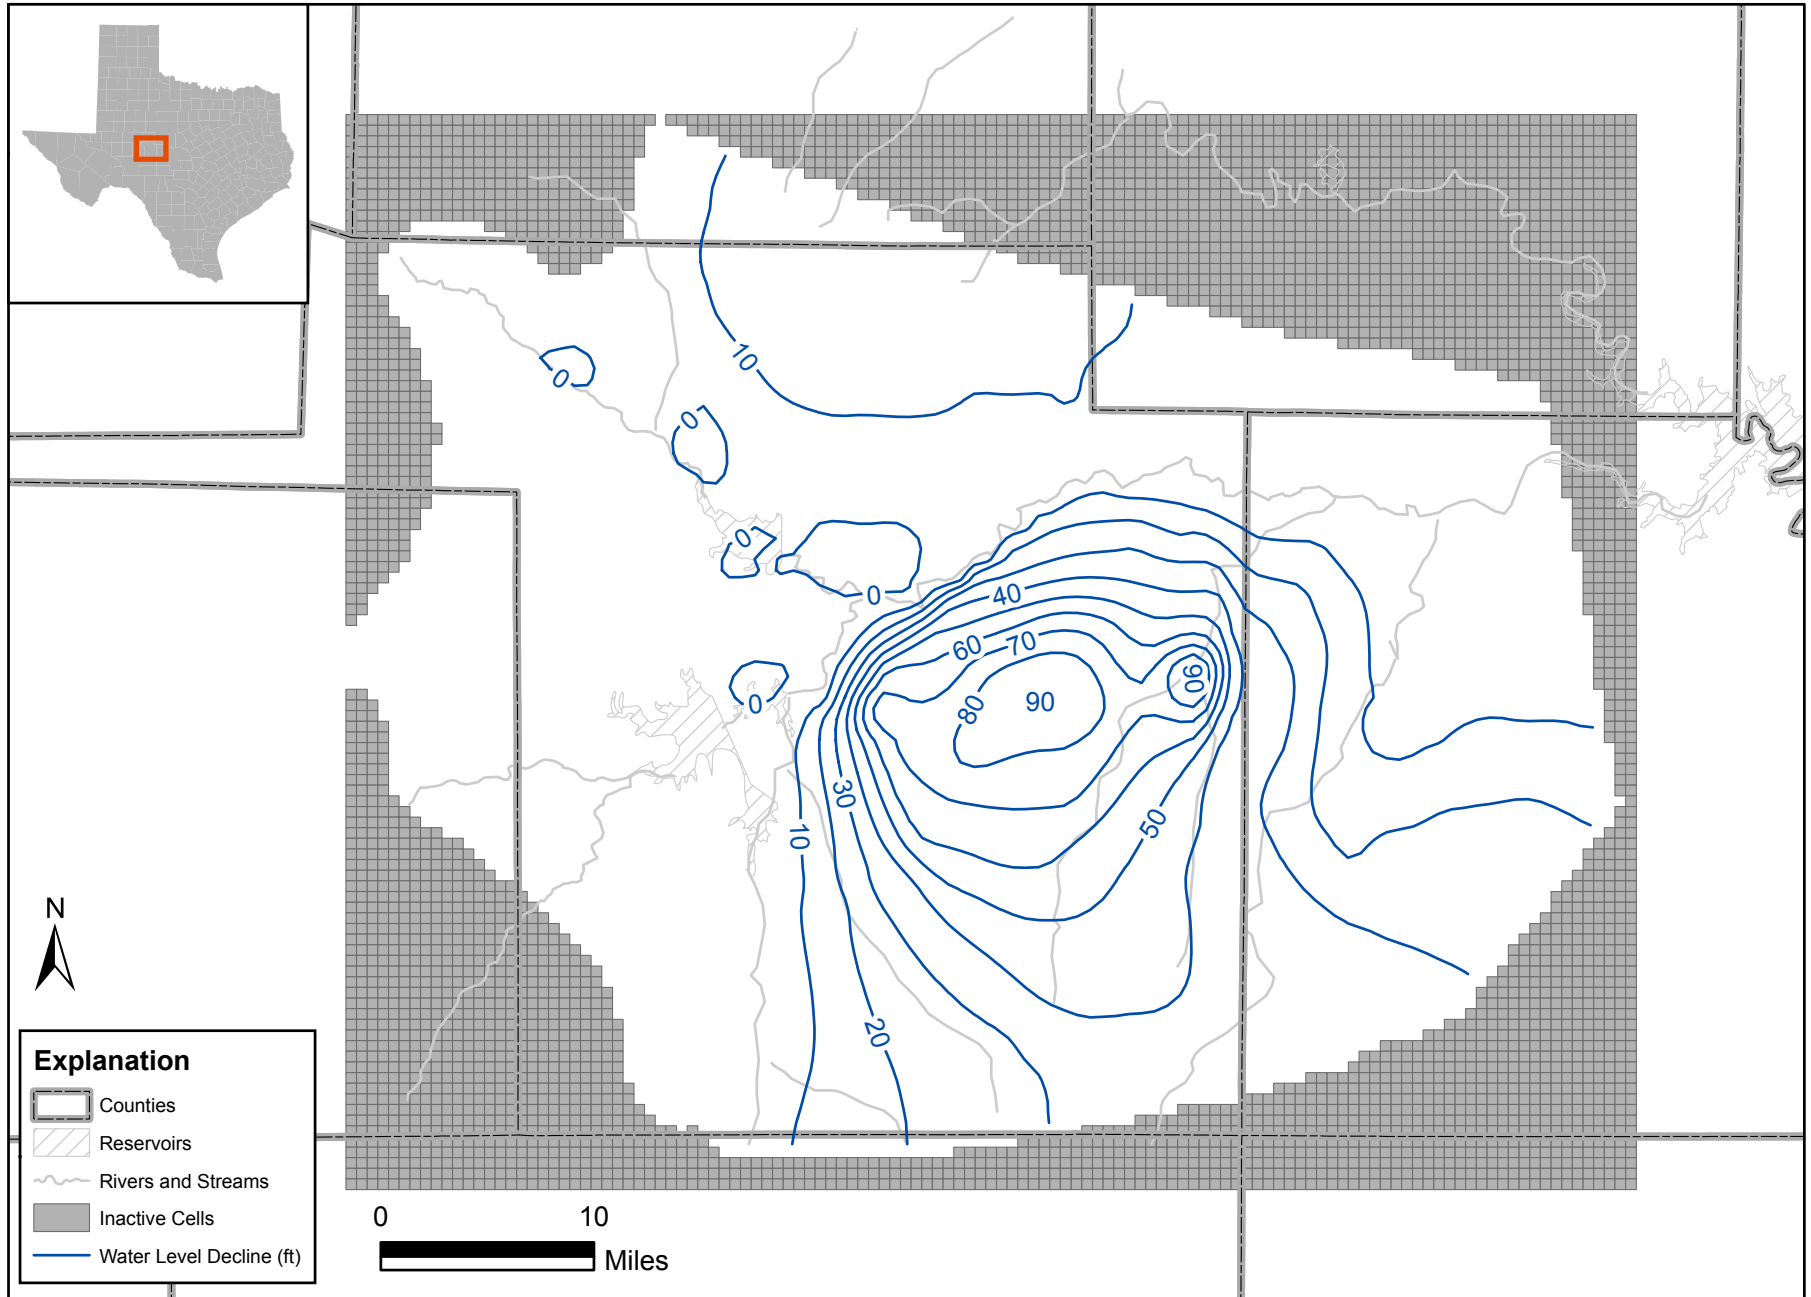 10
0
0
0
0
40
60
70
90
0
80
90
30
50
10
20
N
Explanation
Counties
Reservoirs
Rivers and Streams
Inactive Cells
Water Level Decline (ft)
0 10
Miles